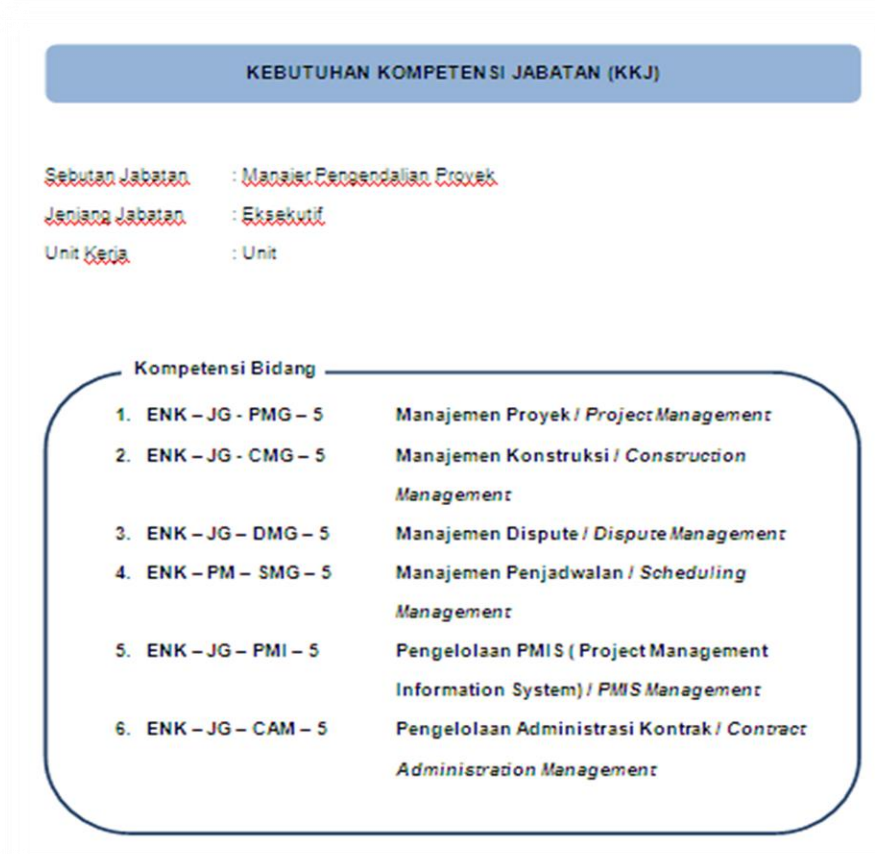 KEBUTUHAN KOMPETENSI JABATAN (KKJ)
Sebutan Jabatan : Manajer Pengendalian Proyek
Jenjang Jabatan : Eksekutif
Unit Kerja : Unit
Kompetensi Bidang
1. ENK – JG - PMG – 5 Manajemen Proyek / Project Management
2. ENK – JG - CMG – 5 Manajemen Konstruksi / Construction
Management
3. ENK – JG – DMG – 5 Manajemen Dispute / Dispute Management
4. ENK – PM – SMG – 5 Manajemen Penjadwalan / Scheduling
Management
5. ENK – JG – PMI – 5 Pengelolaan PMIS ( Project Management
Information System) / PMIS Management
6. ENK – JG – CAM – 5 Pengelolaan Administrasi Kontrak / Contract
Administration Management